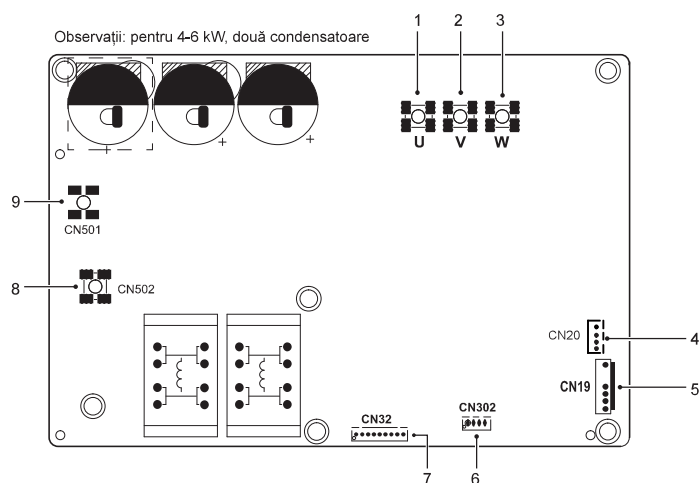 1 2 3
Observații: pentru 4-6 kW, două condensatoare
U V W
9
CN501
8
CN502
CN20
4
CN19
5
CN32
CN302
7
6